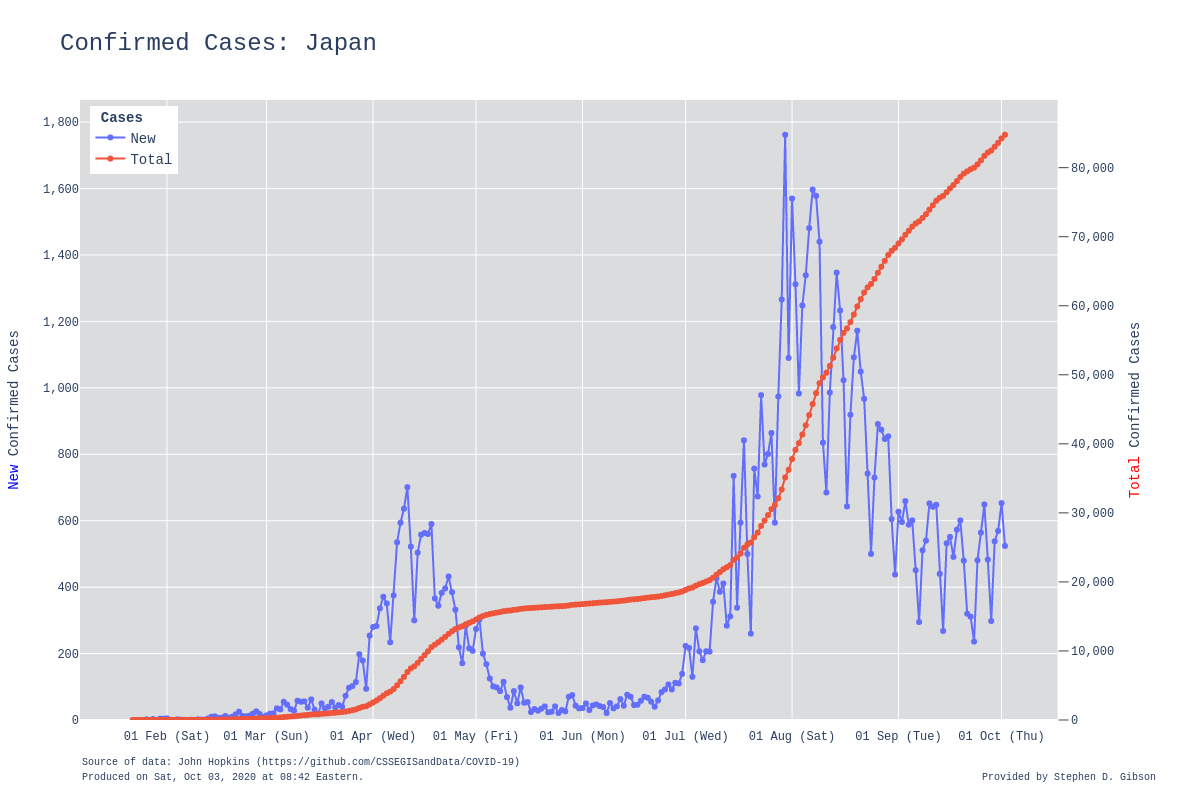 Confirmed Cases: Japan
Cases
New
Total
1,800
1,600
1,400
1,200
1,000
800
600
400
200
0
80,000
70,000
60,000
50,000
40,000
30,000
20,000
10,000
0
New Confirmed Cases
Total Confirmed Cases
01 Feb (Sat) 01 Mar (Sun) 01 Apr (Wed) 01 May (Fri) 01 Jun (Mon) 01 Jul (Wed) 01 Aug (Sat) 01 Sep (Tue) 01 Oct (Thu)
Source of data: John Hopkins (https://github.com/CSSEGISandData/COVID-19)
Produced on Sat, Oct 03, 2020 at 08:42 Eastern.
Provided by Stephen D. Gibson